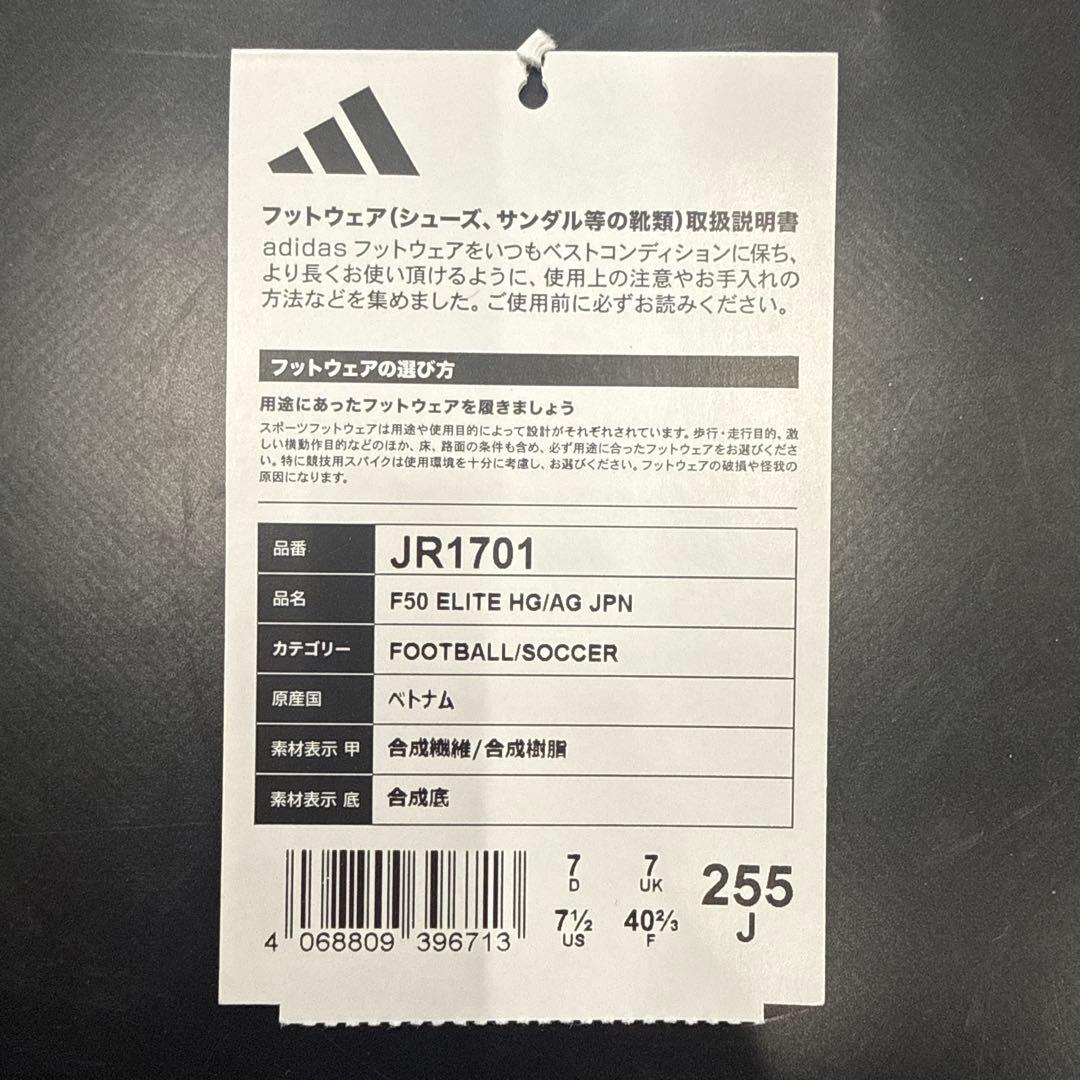 フットウェア(シューズ、サンダル等の靴類)取扱説明書
adidas フットウェアをいつもベストコンディションに保ち、
より長くお使い頂けるように、使用上の注意やお手入れの
方法などを集めました。ご使用前に必ずお読みください。
フットウェアの選び方
用途にあったフットウェアを履きましょう
スポーツフットウェアは用途や使用目的によって設計がそれぞれされています。歩行・走行目的、激
しい横動作目的などのほか、床、路面の条件も含め、必ず用途に合ったフットウェアをお選びくださ
い。特に競技用スパイクは使用環境を十分に考慮し、お選びください。フットウェアの破損や怪我の
原因になります。
品番 JR1701
品名 F50 ELITE HG/AG JPN
カテゴリー FOOTBALL/SOCCER
原産国 ベトナム
素材表示 甲 合成繊維/合成樹脂
素材表示 底 合成底
7 7 255
D UK J
7½ 40⅔
US F
4 068809 396713